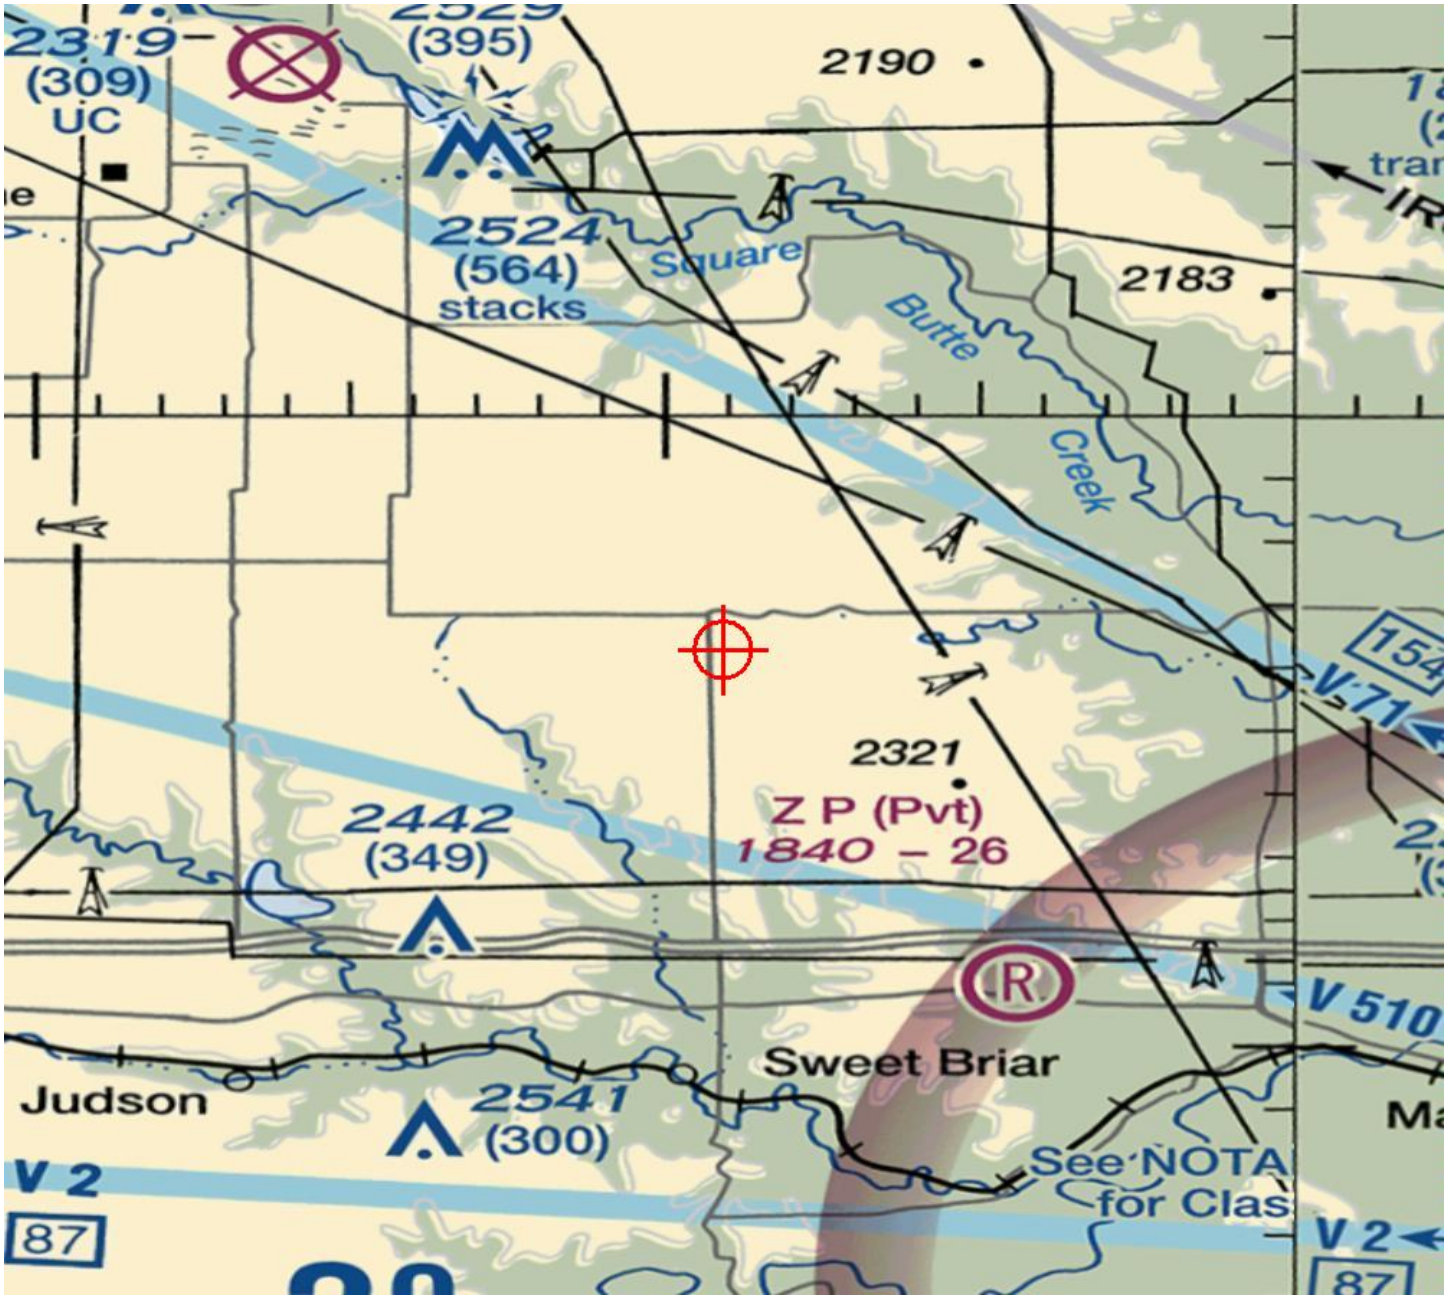 2319
(309)
UC
2529
(395)
2190
2524
(564)
stacks
Square
Butte
Creek
2183
154
V 71
2321
Z P (Pvt)
1840 - 26
2442
(349)
R
V 510
Sweet Briar
Judson
2541
(300)
See NOTA
for Clas
V 2
87
V 2
87